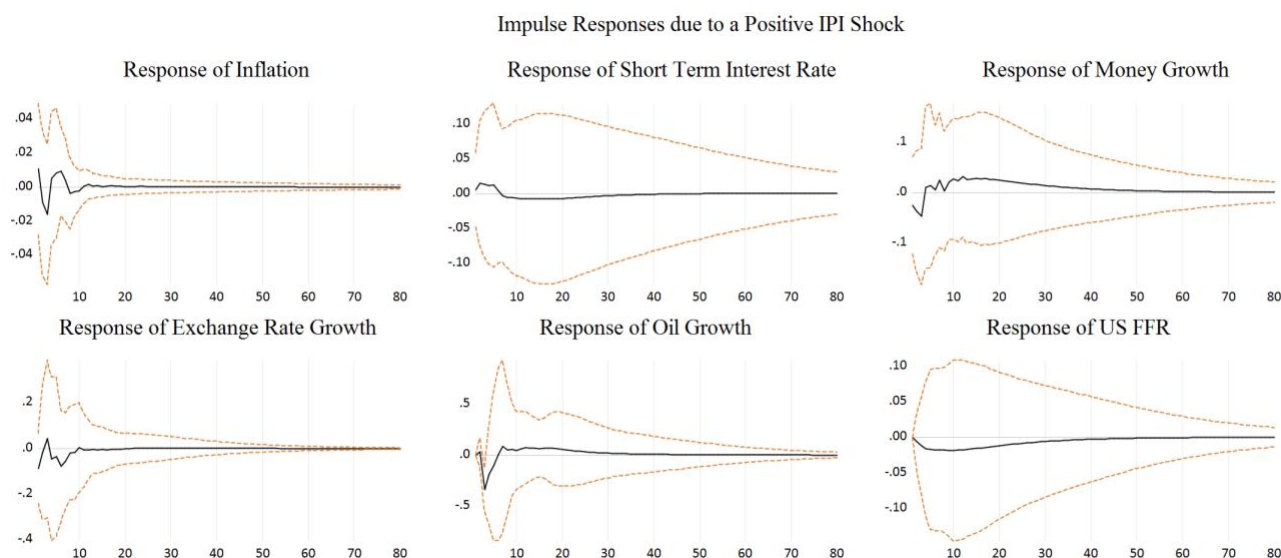 Impulse Responses due to a Positive IPI Shock
Response of Inflation
.04
.02
.00
-.02
-.04
10 20 30 40 50 60 70 80
Response of Short Term Interest Rate
.10
.05
.00
-.05
-.10
10 20 30 40 50 60 70 80
Response of Money Growth
.1
.0
-.1
10 20 30 40 50 60 70 80
Response of Exchange Rate Growth
.2
.0
-.2
-.4
10 20 30 40 50 60 70 80
Response of Oil Growth
.5
.0
-.5
10 20 30 40 50 60 70 80
Response of US FFR
.10
.05
.00
-.05
-.10
10 20 30 40 50 60 70 80